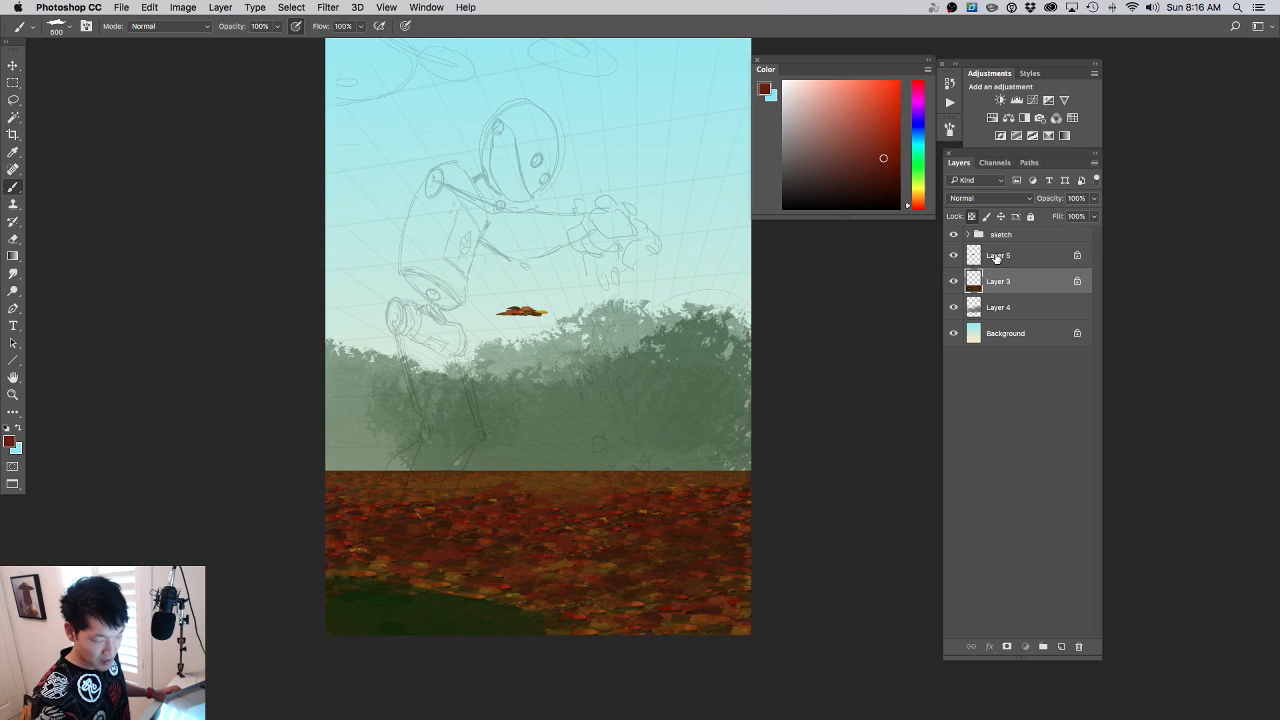 Photoshop CC File Edit Image Layer Type Select Filter 3D View Window Help Sun 8:16 AM
600 Mode: Normal Opacity: 100% Flow: 100%
Color
Adjustments Styles
Add an adjustment
Layers Channels Paths
Kind
Normal Opacity: 100%
Lock: Fill: 100%
sketch
Layer 5
Layer 3
Layer 4
Background